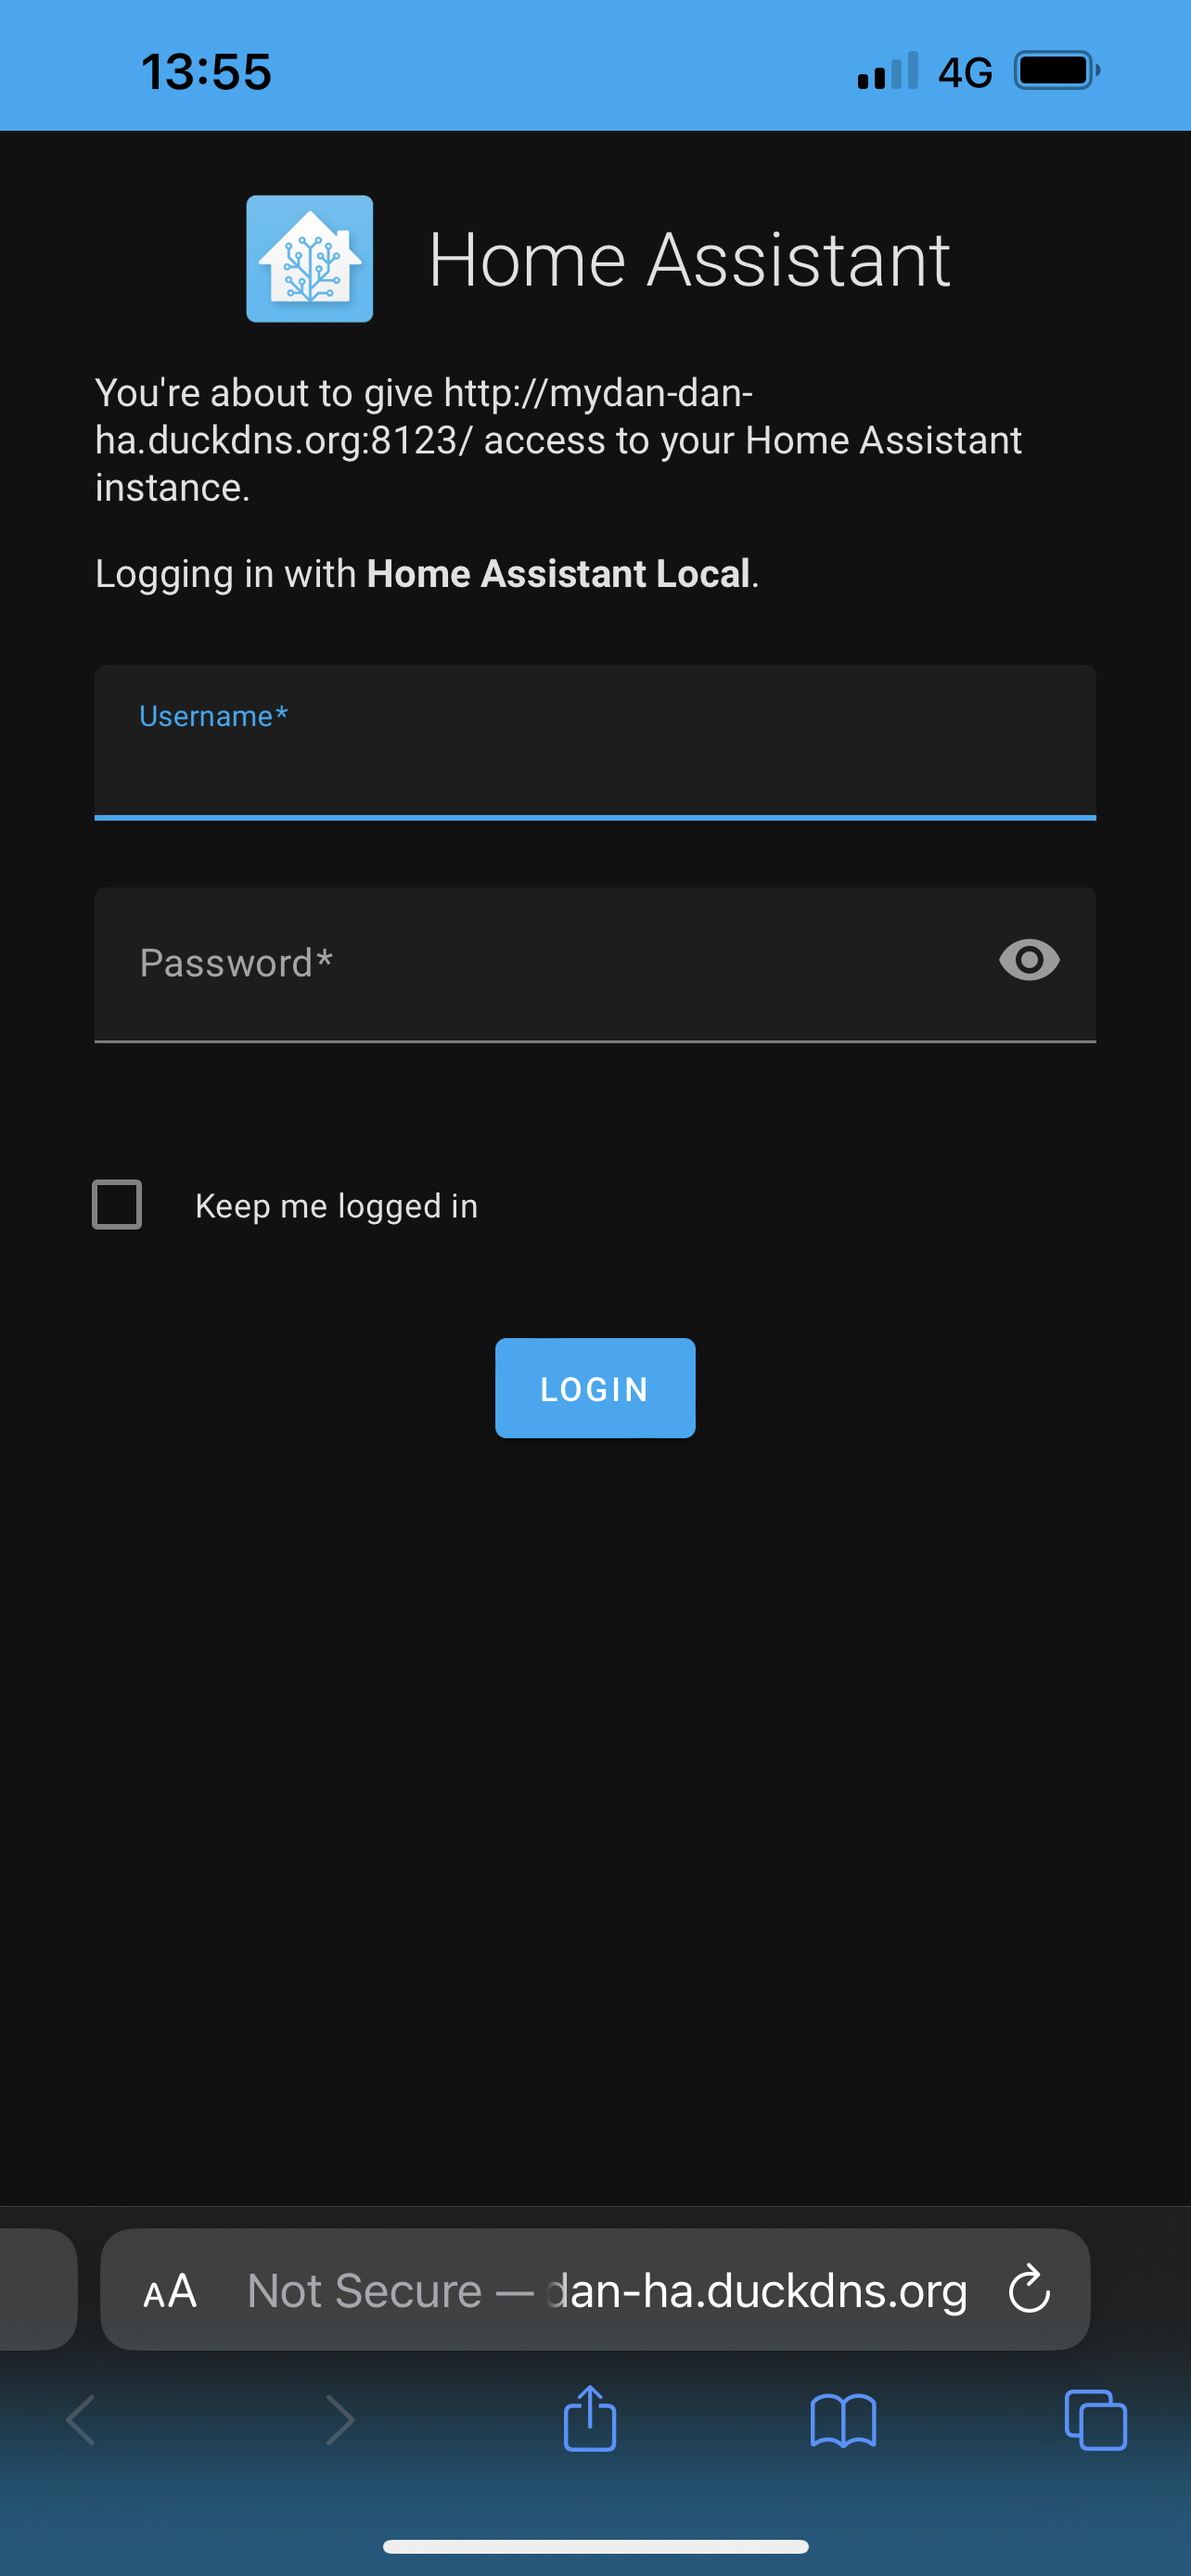 13:55
4G
Home Assistant
You're about to give http://mydan-dan-
ha.duckdns.org:8123/ access to your Home Assistant
instance.
Logging in with Home Assistant Local.
Username*
Password*
Keep me logged in
LOGIN
AA Not Secure — dan-ha.duckdns.org